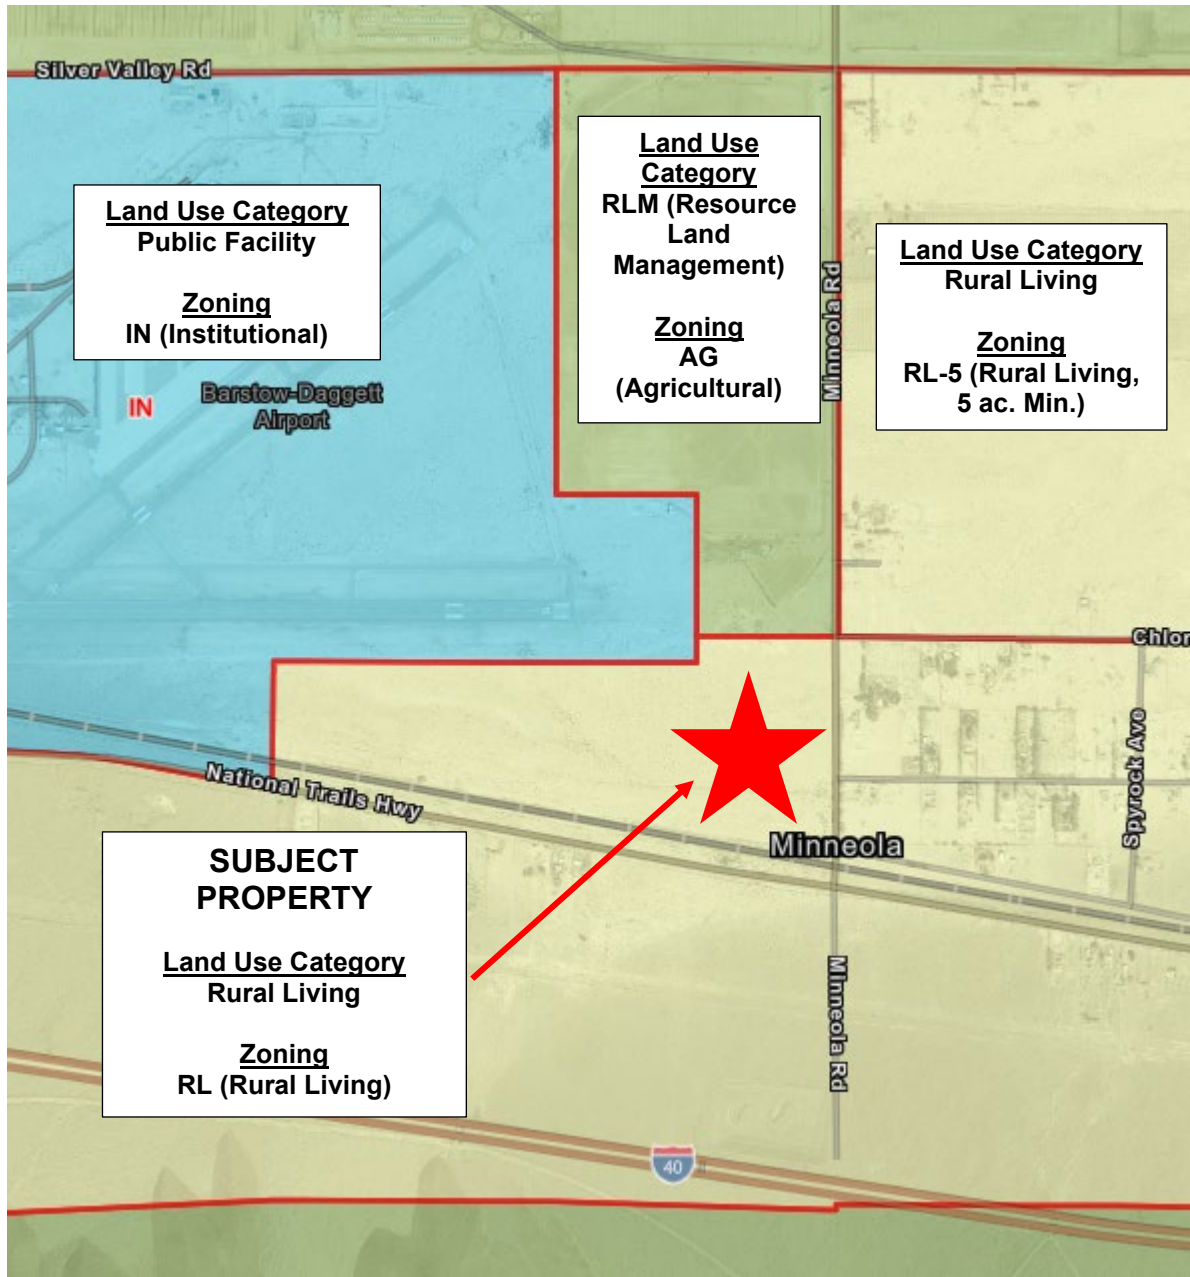 Silver Valley Rd
Land Use Category
Public Facility
Zoning
IN (Institutional)
Land Use
Category
RLM (Resource
Land
Management)
Zoning
AG
(Agricultural)
Land Use Category
Rural Living
Zoning
RL-5 (Rural Living,
5 ac. Min.)
Minneola Rd
IN
Barstow-Daggett
Airport
Chlor
Spyrock Ave
National Trails Hwy
Minneola
SUBJECT
PROPERTY
Land Use Category
Rural Living
Zoning
RL (Rural Living)
Minneola Rd
40